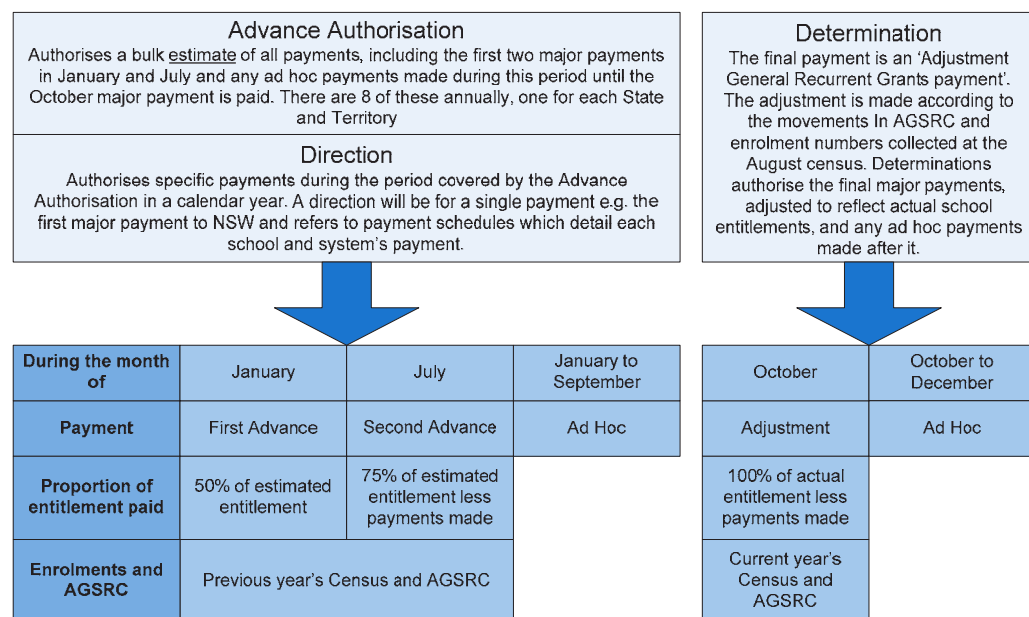 Advance Authorisation
Authorises a bulk estimate of all payments, including the first two major payments
in January and July and any ad hoc payments made during this period until the
October major payment is paid. There are 8 of these annually, one for each State
and Territory
Direction
Authorises specific payments during the period covered by the Advance
Authorisation in a calendar year. A direction will be for a single payment e.g. the
first major payment to NSW and refers to payment schedules which detail each
school and system's payment.
Determination
The final payment is an 'Adjustment
General Recurrent Grants payment'.
The adjustment is made according to
the movements In AGSRC and
enrolment numbers collected at the
August census. Determinations
authorise the final major payments,
adjusted to reflect actual school
entitlements, and any ad hoc payments
made after it.
During the month
of
January
July
January to
September
October
October to
December
Payment
First Advance
Second Advance
Ad Hoc
Adjustment
Ad Hoc
Proportion of
entitlement paid
50% of estimated
entitlement
75% of estimated
entitlement less
payments made
100% of actual
entitlement less
payments made
Enrolments and
AGSRC
Previous year's Census and AGSRC
Current year's
Census and
AGSRC